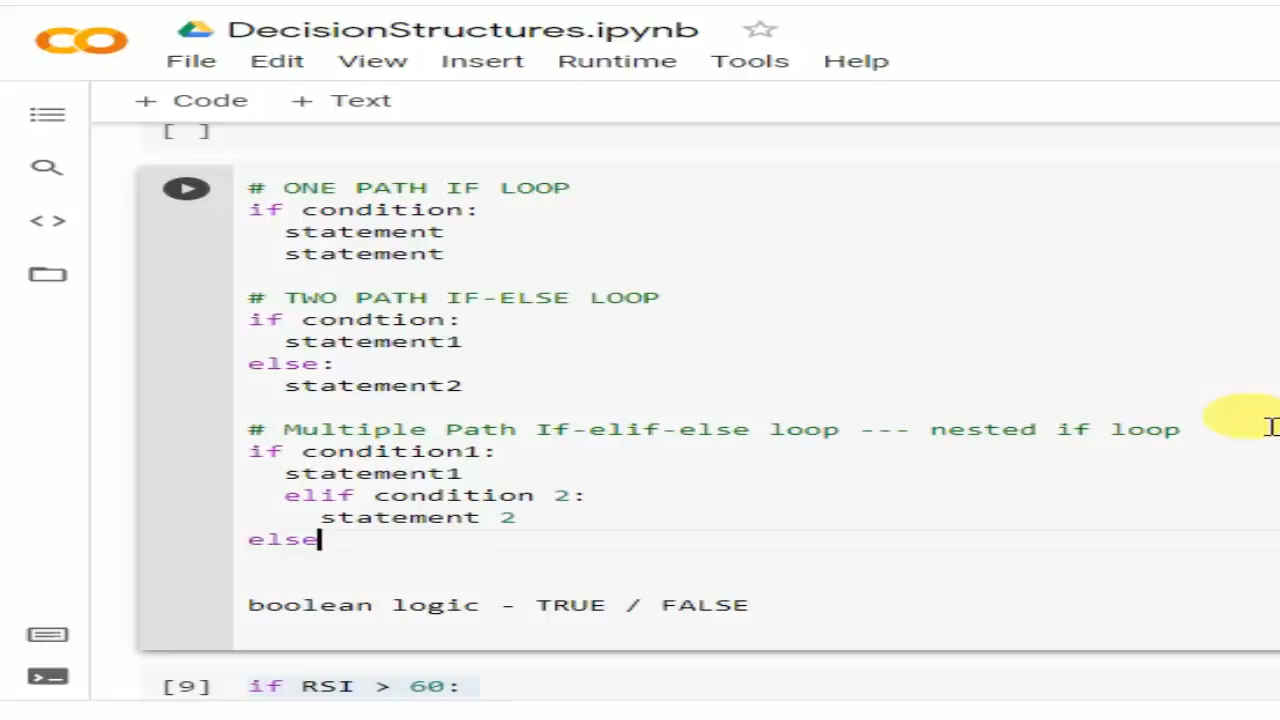 DecisionStructures.ipynb
File Edit View Insert Runtime Tools Help
+ Code + Text
[ ]
# ONE PATH IF LOOP
if condition:
statement
statement
# TWO PATH IF-ELSE LOOP
if condtion:
statement1
else:
statement2
# Multiple Path If-elif-else loop --- nested if loop
if condition1:
statement1
elif condition 2:
statement 2
else
boolean logic - TRUE / FALSE
[9] if RSI > 60: